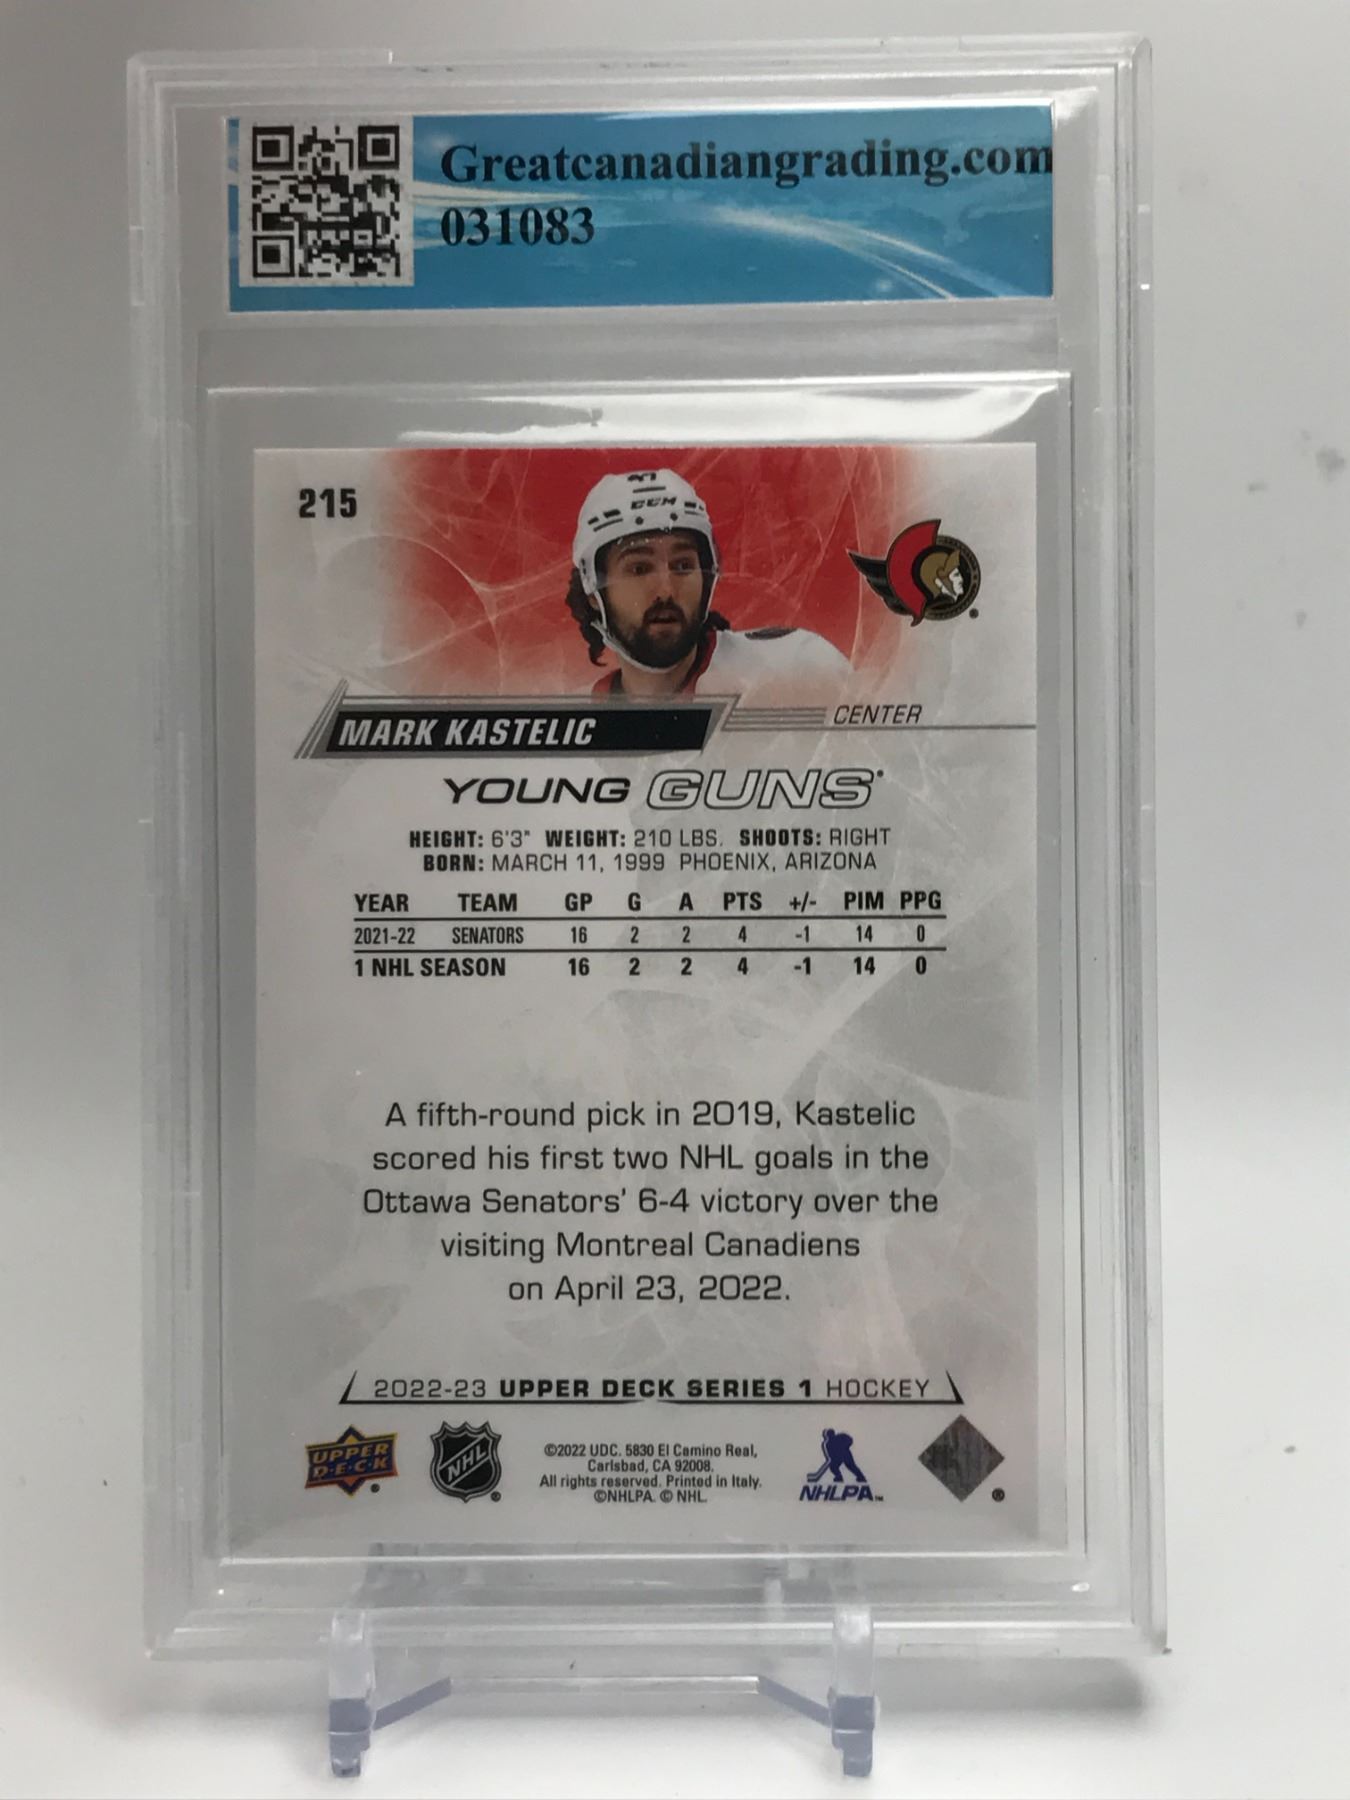 Greatcanadiangrading.com
031083
215
CCM
MARK KASTELIC
CENTER
YOUNG GUNS®
HEIGHT: 6'3" WEIGHT: 210 LBS. SHOOTS: RIGHT
BORN: MARCH 11, 1999 PHOENIX, ARIZONA
YEAR TEAM GP G A PTS +/- PIM PPG
2021-22 SENATORS 16 2 2 4 -1 14 0
1 NHL SEASON 16 2 2 4 -1 14 0
A fifth-round pick in 2019, Kastelic
scored his first two NHL goals in the
Ottawa Senators' 6-4 victory over the
visiting Montreal Canadiens
on April 23, 2022.
2022-23 UPPER DECK SERIES 1 HOCKEY
UPPER
D·E·C·K ®
NHL ®
©2022 UDC. 5830 El Camino Real,
Carlsbad, CA 92008.
All rights reserved. Printed in Italy.
©NHLPA. © NHL.
NHLPA™
®